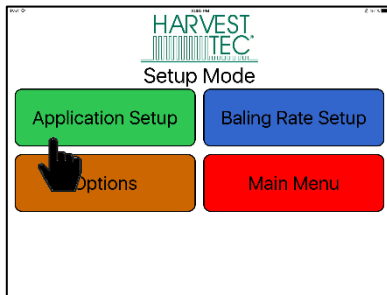 HARVEST
TEC
Setup Mode
Application Setup
Baling Rate Setup
Options
Main Menu